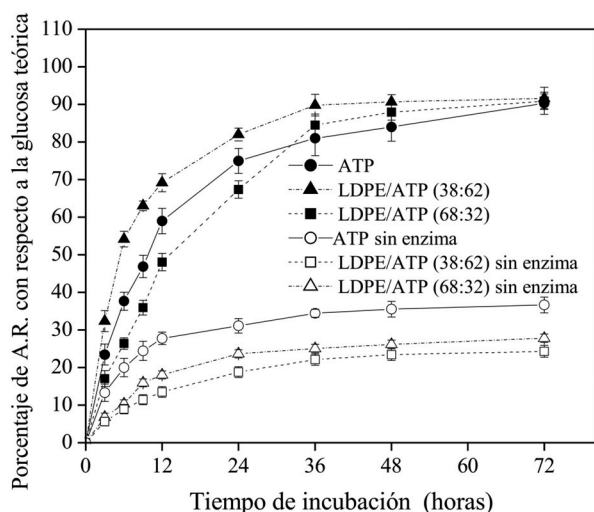 Porcentaje de A.R. con respecto a la glucosa teórica
110
100
90
80
70
60
50
40
30
20
10
0
ATP
LDPE/ATP (38:62)
LDPE/ATP (68:32)
ATP sin enzima
LDPE/ATP (38:62) sin enzima
LDPE/ATP (68:32) sin enzima
0 12 24 36 48 60 72
Tiempo de incubación (horas)